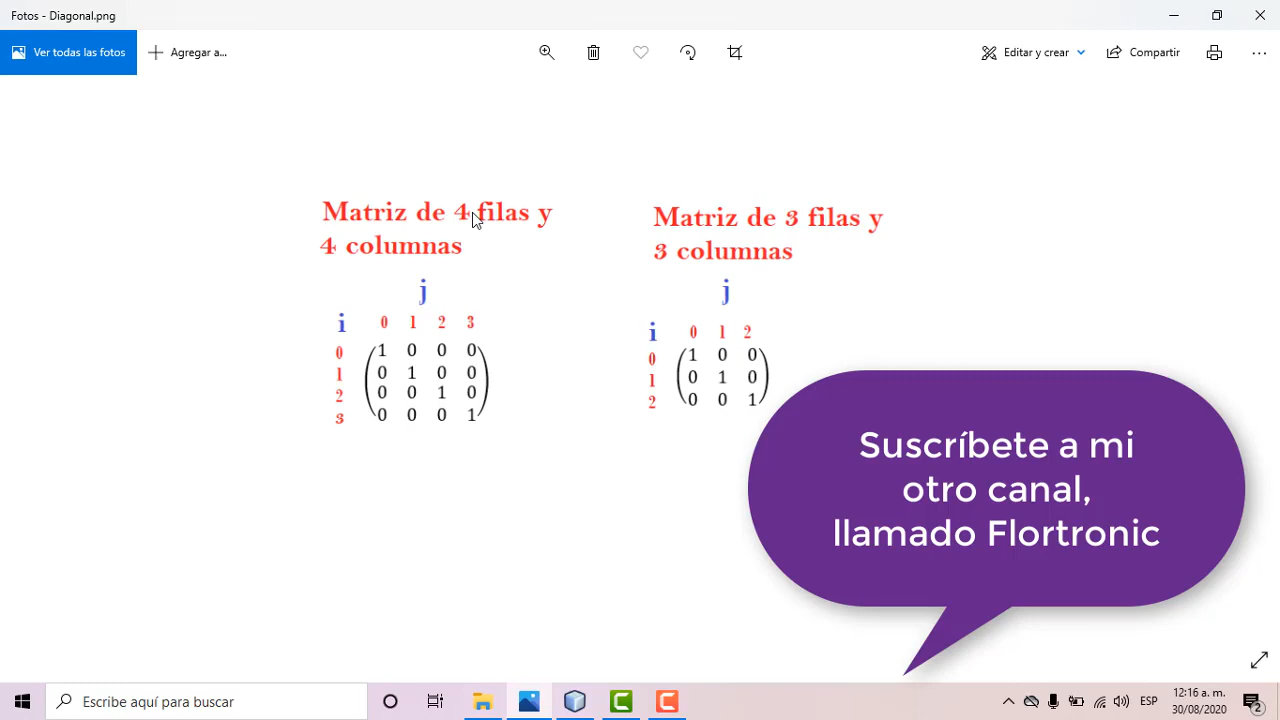 Fotos - Diagonal.png
Ver todas las fotos
Agregar a...
Editar y crear
Compartir
Matriz de 4 filas y
4 columnas
j
i 0 1 2 3
0 1 0 0 0
1 0 1 0 0
2 0 0 1 0
3 0 0 0 1
Matriz de 3 filas y
3 columnas
j
i 0 1 2
0 1 0 0
1 0 1 0
2 0 0 1
Suscríbete a mi
otro canal,
llamado Flortronic
Escribe aquí para buscar
ESP
12:16 a. m.
30/08/2020
2